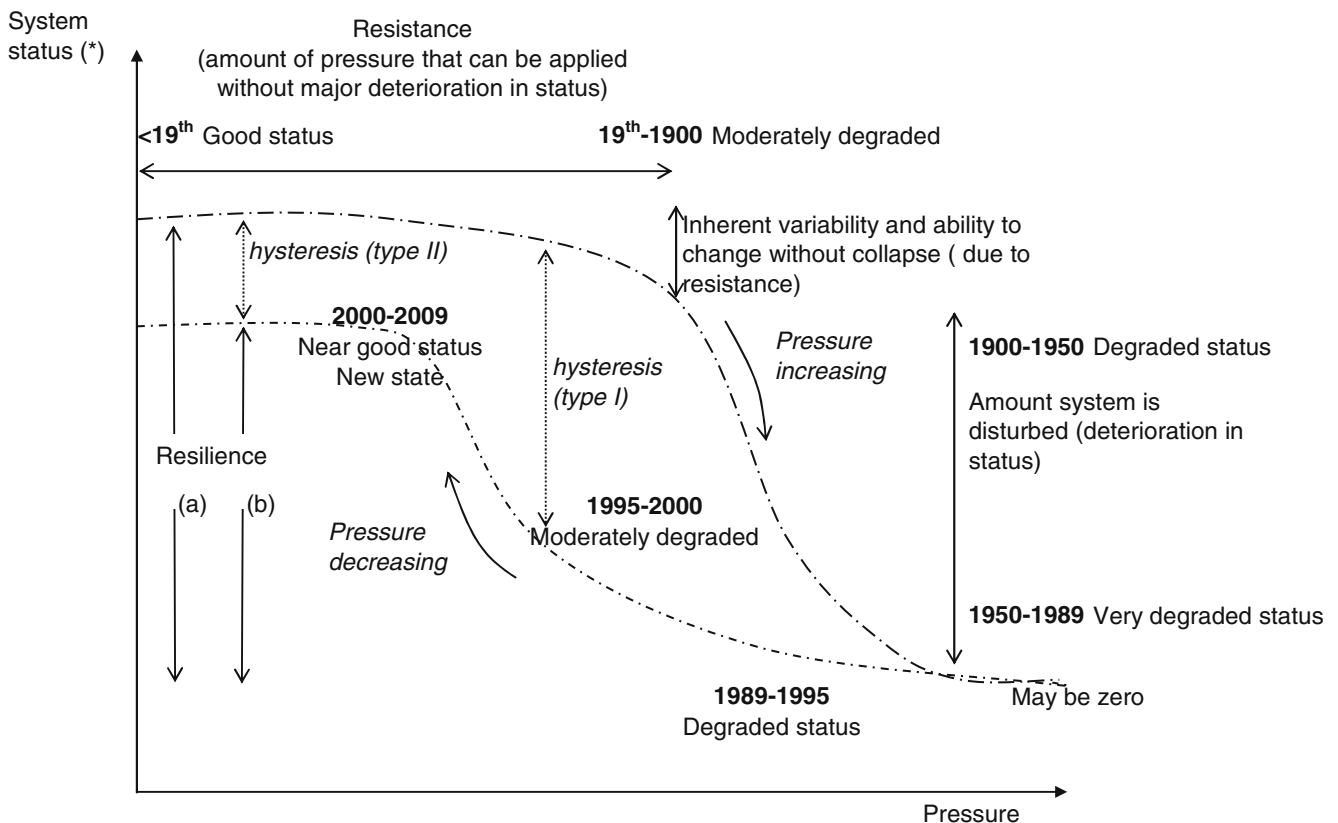 System
status (*)
Resistance
(amount of pressure that can be applied
without major deterioration in status)
<19th Good status
19th-1900 Moderately degraded
Inherent variability and ability to
change without collapse ( due to
resistance)
hysteresis (type II)
2000-2009
Near good status
New state
hysteresis
(type I)
Pressure
increasing
1900-1950 Degraded status
Amount system is
disturbed (deterioration in
status)
Resilience
(a)
(b)
Pressure
decreasing
1995-2000
Moderately degraded
1950-1989 Very degraded status
1989-1995
Degraded status
May be zero
Pressure